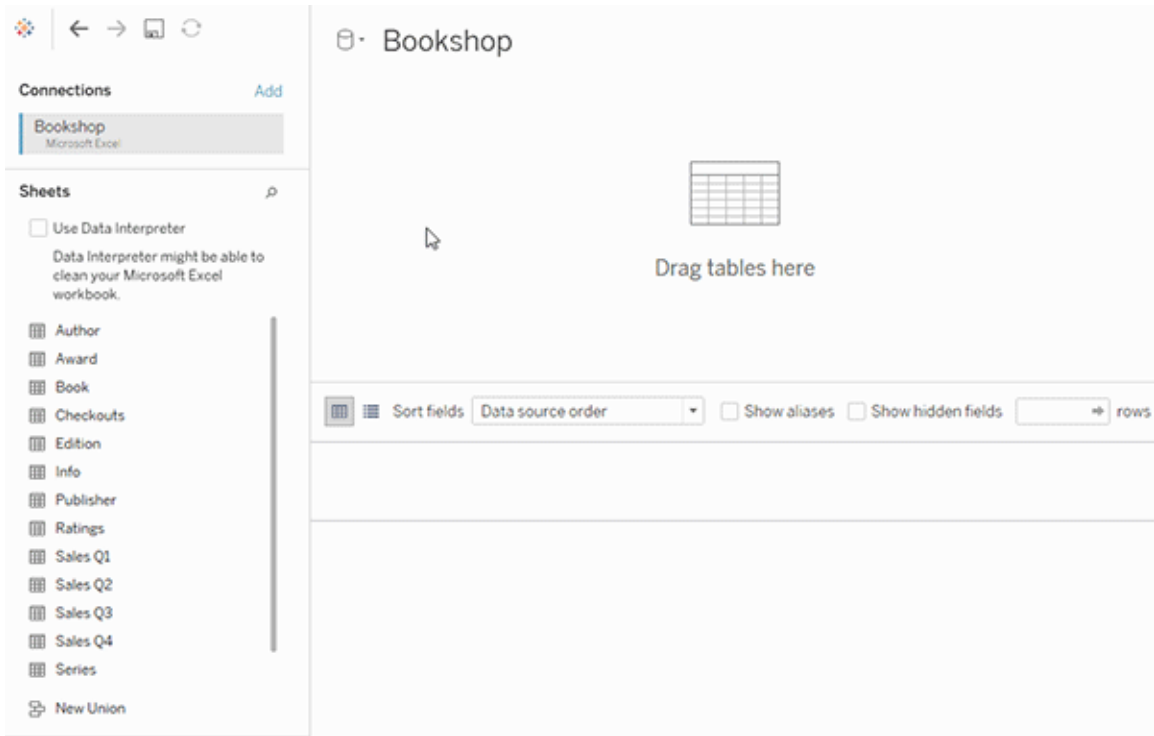 Bookshop
Connections Add
Bookshop
Microsoft Excel
Sheets
Use Data Interpreter
Data Interpreter might be able to
clean your Microsoft Excel
workbook.
Author
Award
Book
Checkouts
Edition
Info
Publisher
Ratings
Sales Q1
Sales Q2
Sales Q3
Sales Q4
Series
New Union
Drag tables here
Sort fields Data source order Show aliases Show hidden fields rows